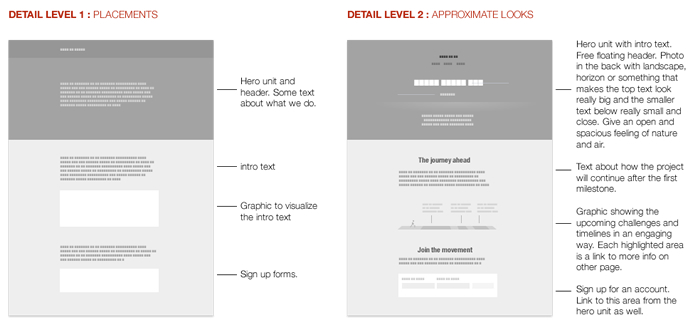 DETAIL LEVEL 1 : PLACEMENTS
Hero unit and
header. Some text
about what we do.
intro text
Graphic to visualize
the intro text
Sign up forms.
DETAIL LEVEL 2 : APPROXIMATE LOOKS
The journey ahead
Join the movement
Hero unit with intro text.
Free floating header. Photo
in the back with landscape,
horizon or something that
makes the top text look
really big and the smaller
text below really small and
close. Give an open and
spacious feeling of nature
and air.
Text about how the project
will continue after the first
milestone.
Graphic showing the
upcoming challenges and
timelines in an engaging
way. Each highlighted area
is a link to more info on
other page.
Sign up for an account.
Link to this area from the
hero unit as well.